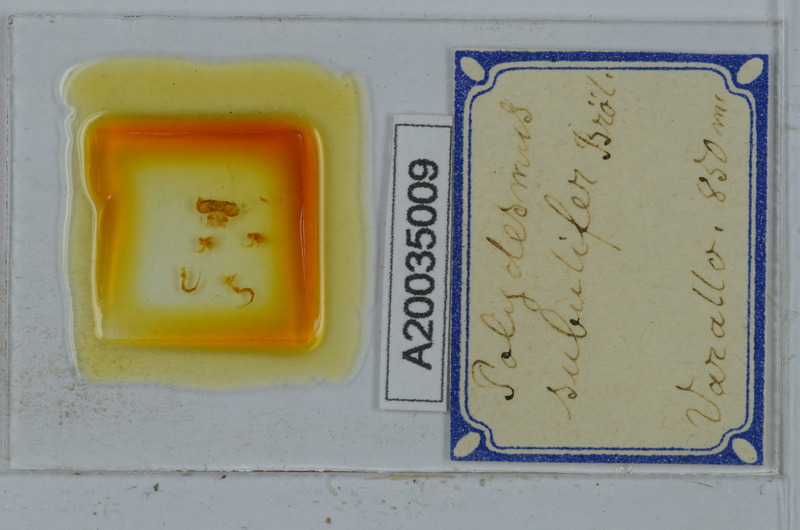 A20035009
Polydesmus
subulifer Bröl.
Varallo. 850 m